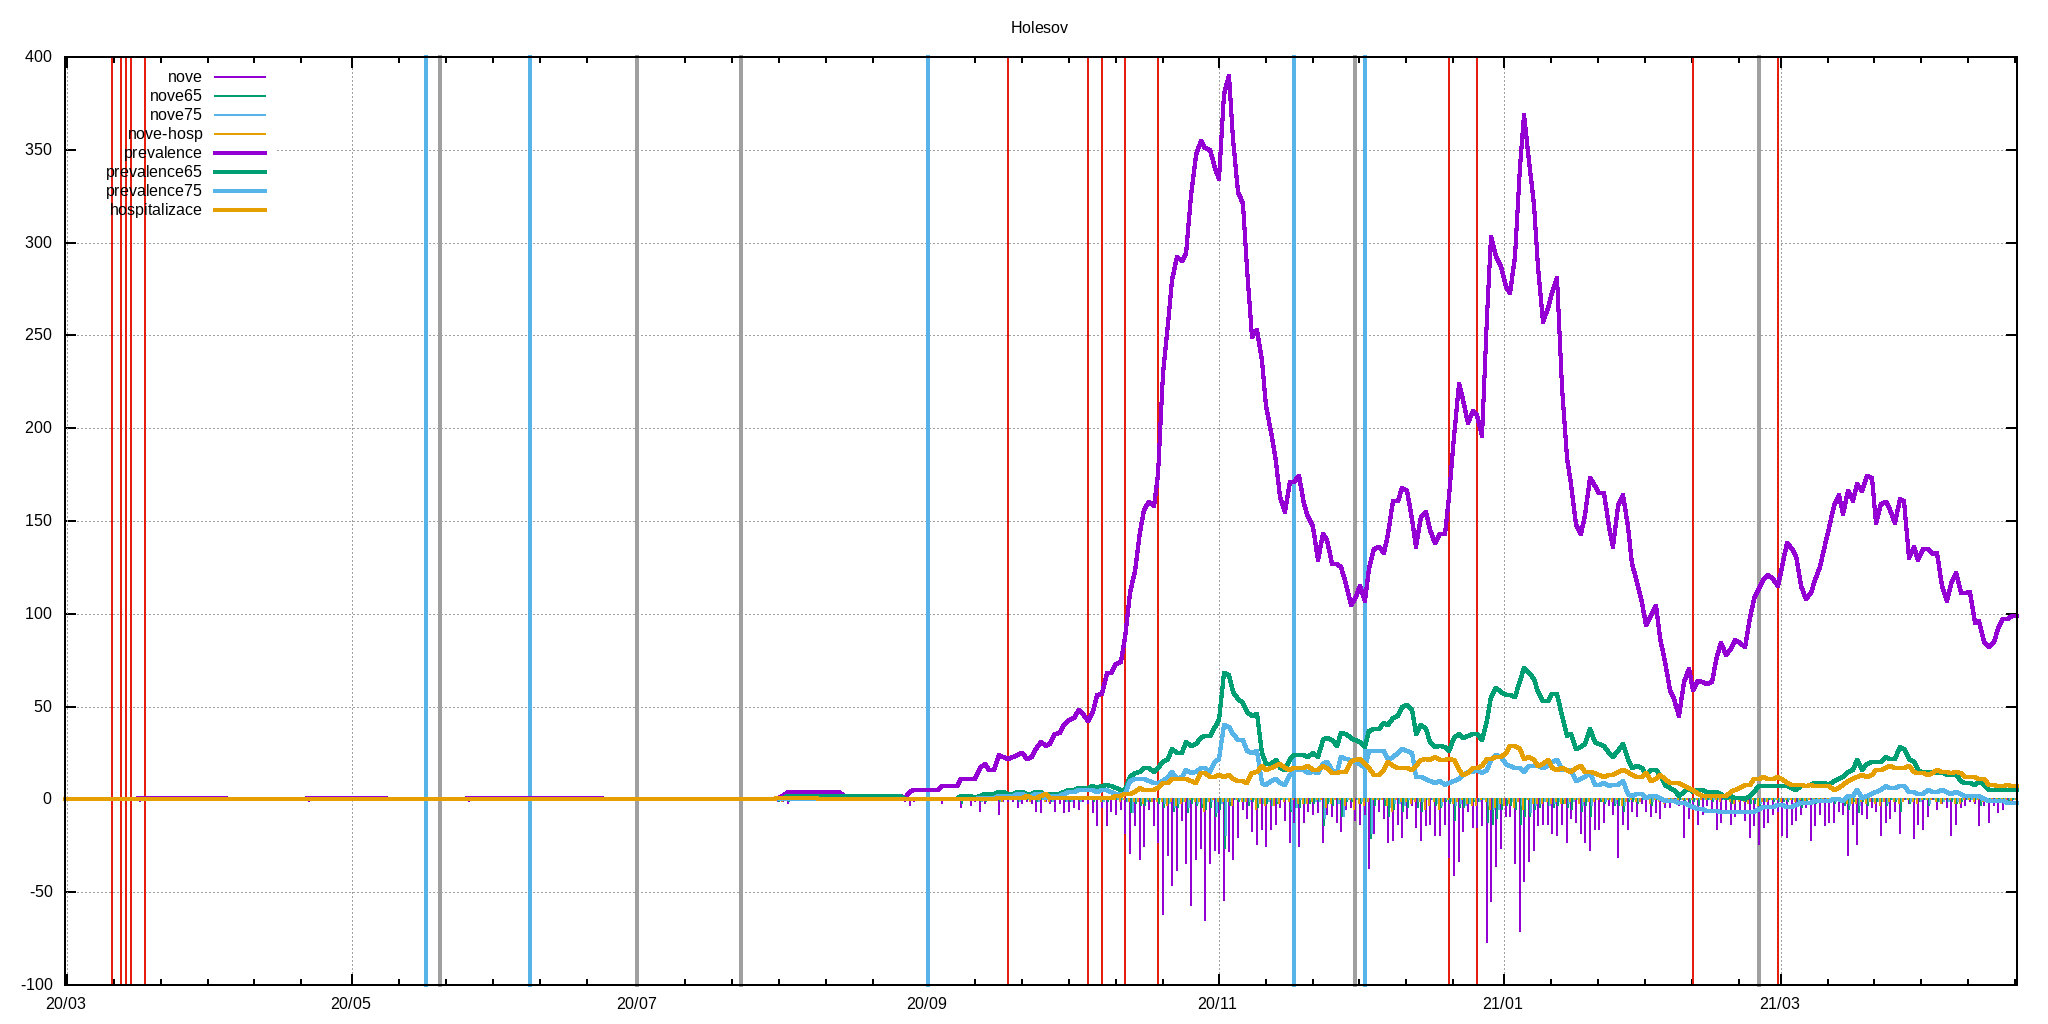 Holesov
400
350
300
250
200
150
100
50
0
-50
-100
nove
nove65
nove75
nove-hosp
prevalence
prevalence65
prevalence75
hospitalizace
20/03 20/05 20/07 20/09 20/11 21/01 21/03